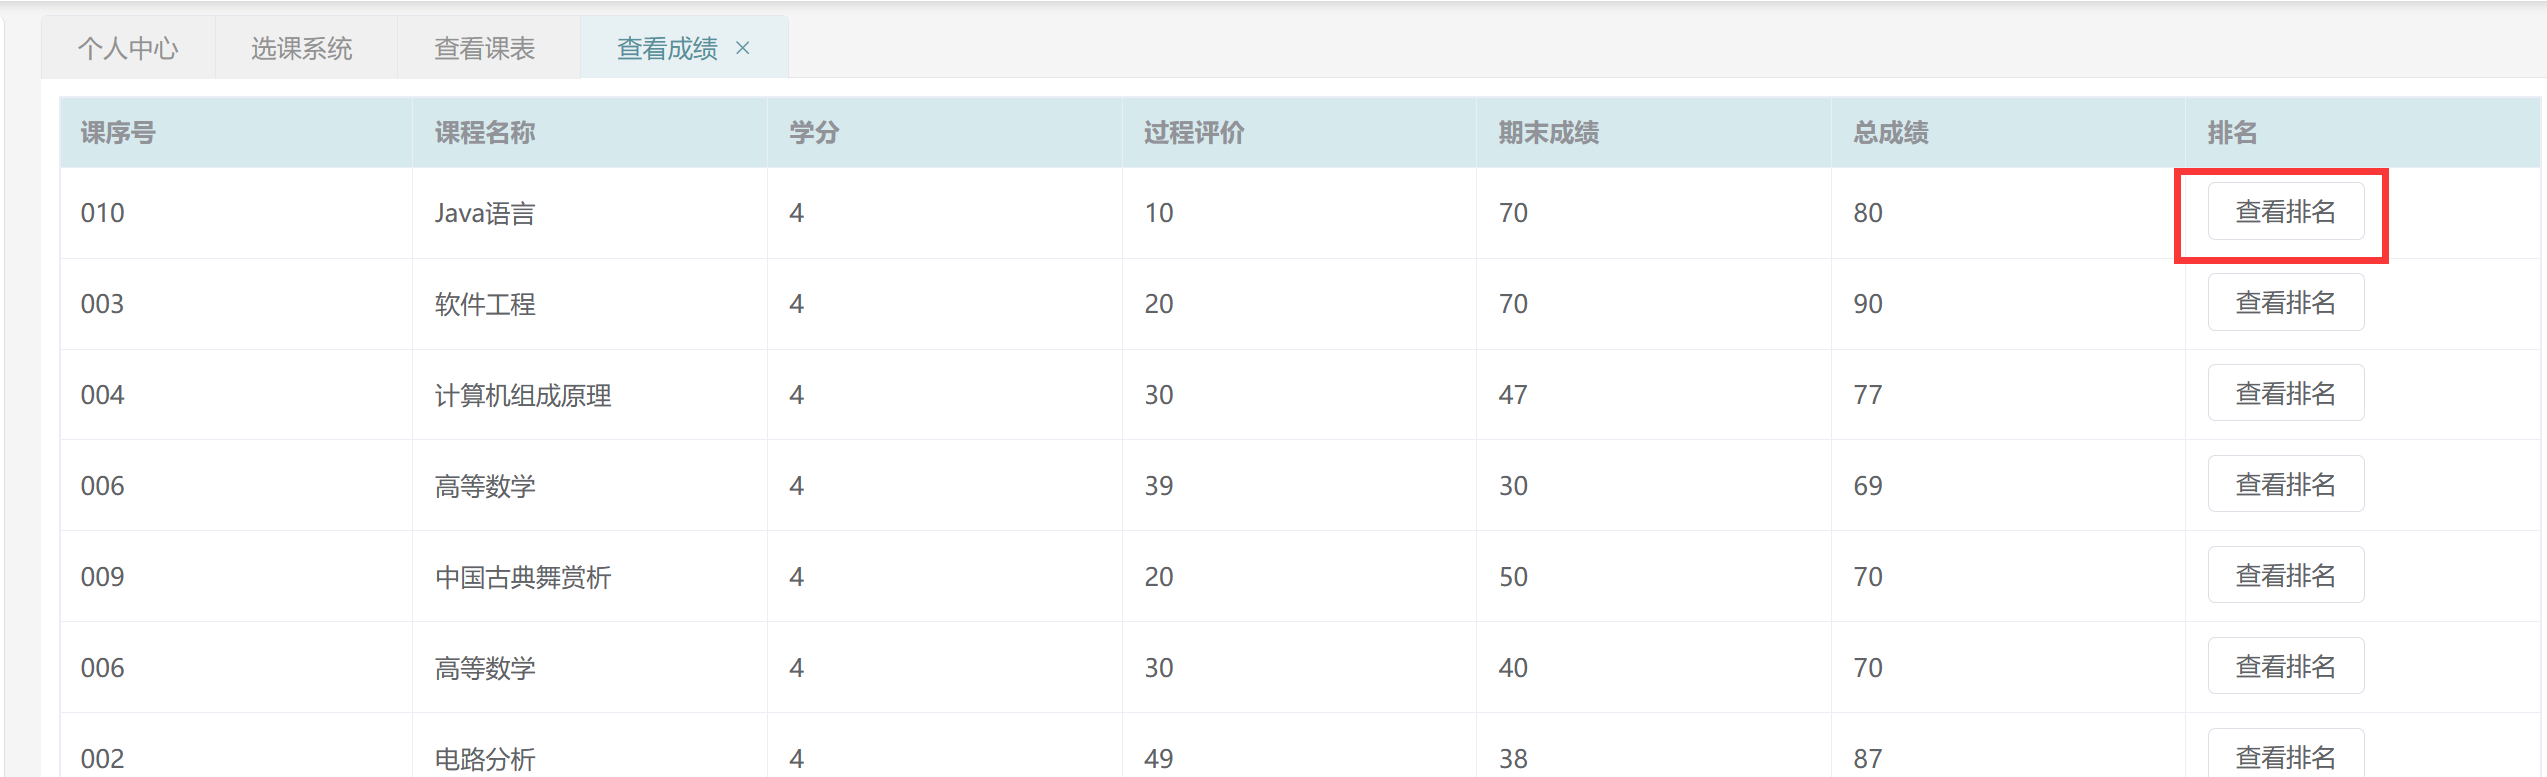 个人中心 选课系统 查看课表 查看成绩 ×
课序号 课程名称 学分 过程评价 期末成绩 总成绩 排名
010 Java语言 4 10 70 80 查看排名
003 软件工程 4 20 70 90 查看排名
004 计算机组成原理 4 30 47 77 查看排名
006 高等数学 4 39 30 69 查看排名
009 中国古典舞赏析 4 20 50 70 查看排名
006 高等数学 4 30 40 70 查看排名
002 电路分析 4 49 38 87 查看排名